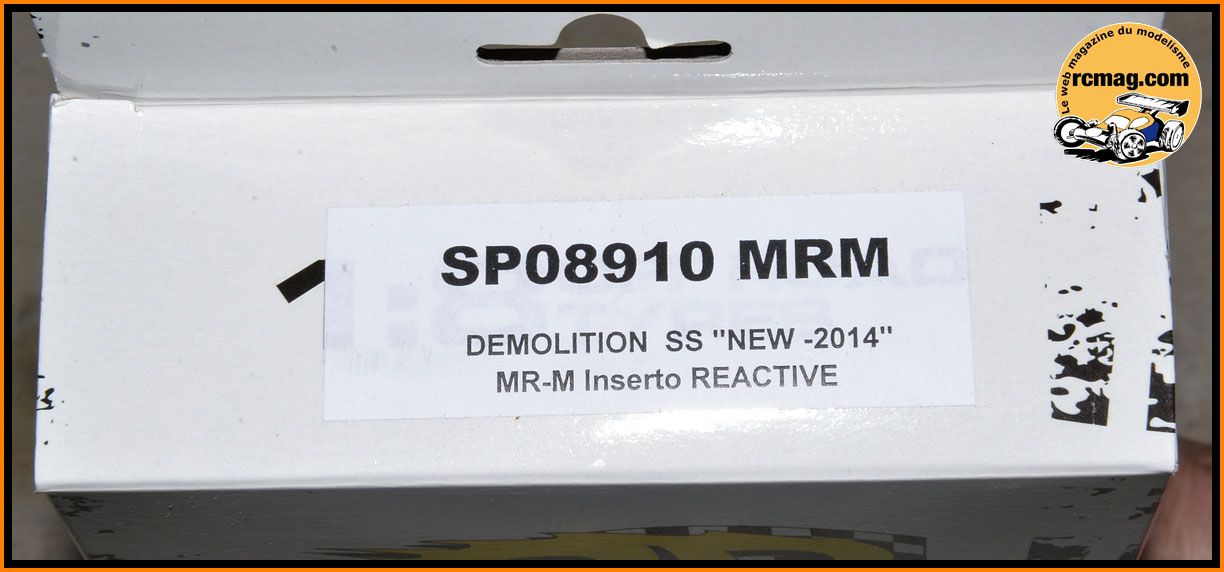 Le web magazine du modelisme
rcmag.com
SP08910 MRM
DEMOLITION SS "NEW -2014"
MR-M Inserto REACTIVE